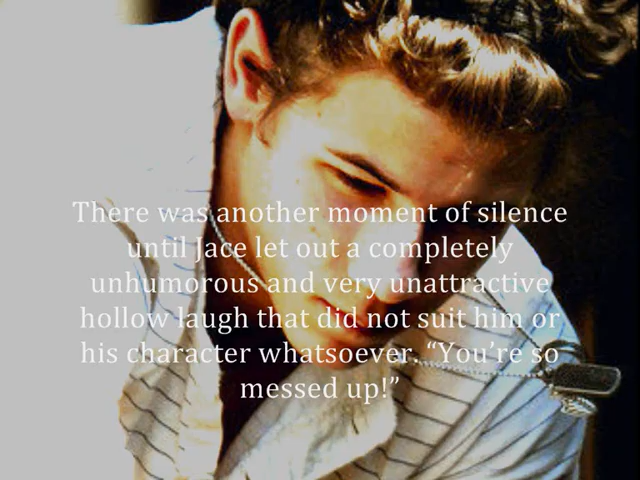 There was another moment of silence
until Jace let out a completely
unhumorous and very unattractive
hollow laugh that did not suit him or
his character whatsoever. “You’re so
messed up!”